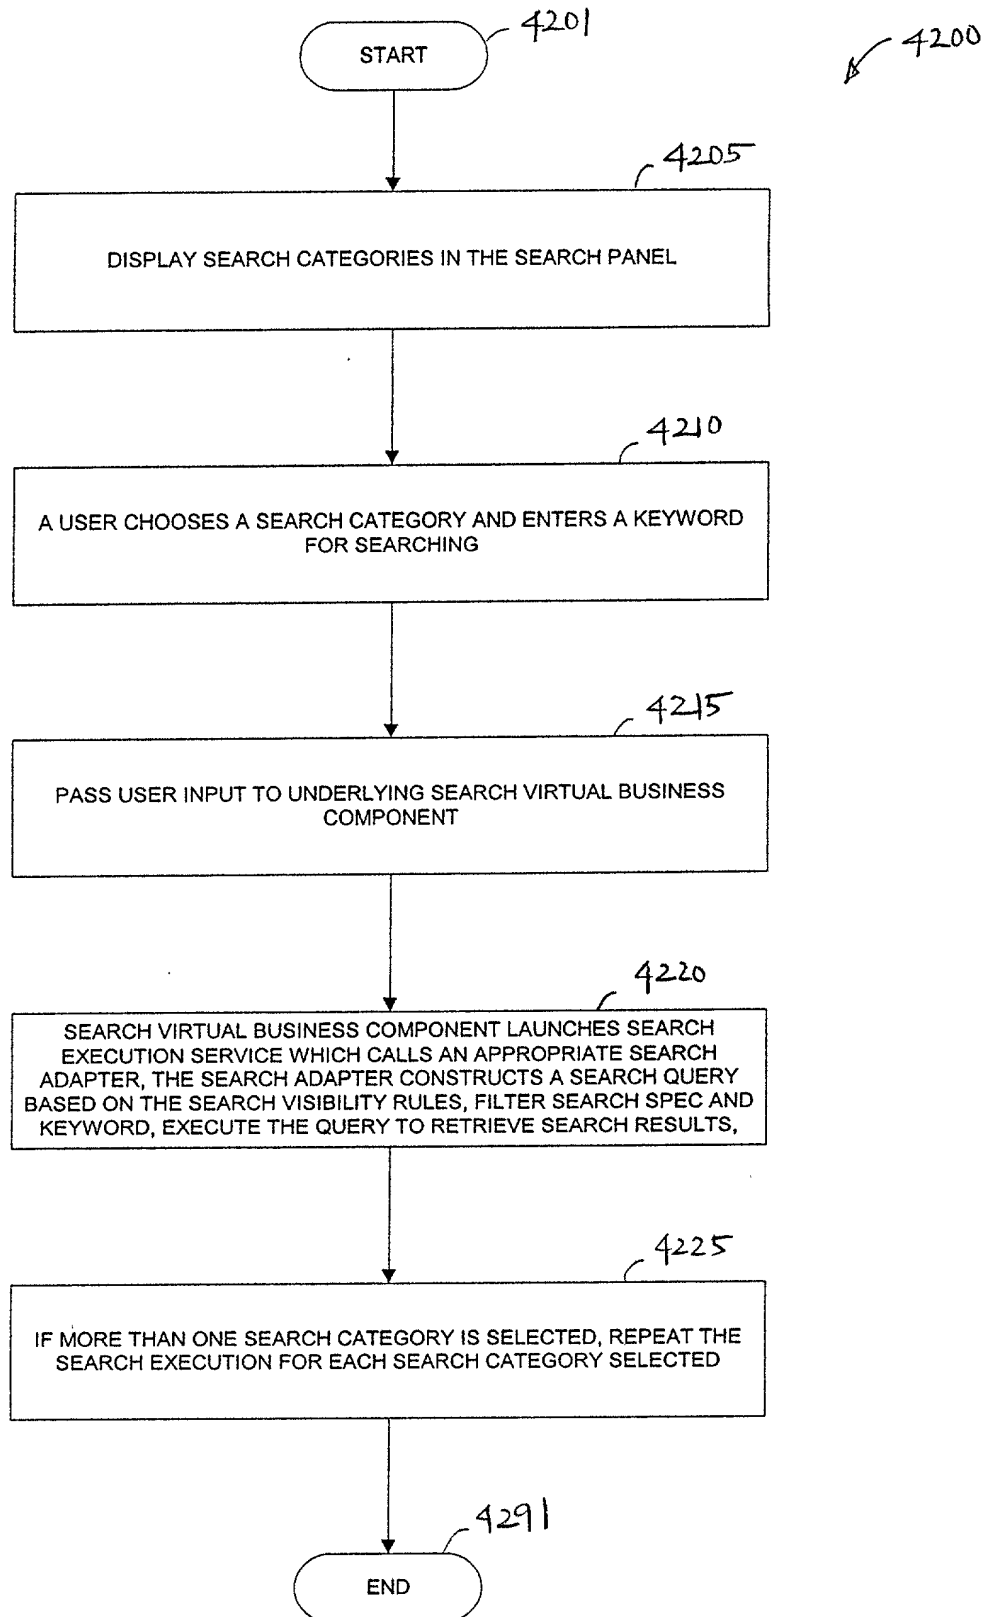 4201
START
4200
4205
DISPLAY SEARCH CATEGORIES IN THE SEARCH PANEL
4210
A USER CHOOSES A SEARCH CATEGORY AND ENTERS A KEYWORD
FOR SEARCHING
4215
PASS USER INPUT TO UNDERLYING SEARCH VIRTUAL BUSINESS
COMPONENT
4220
SEARCH VIRTUAL BUSINESS COMPONENT LAUNCHES SEARCH
EXECUTION SERVICE WHICH CALLS AN APPROPRIATE SEARCH
ADAPTER, THE SEARCH ADAPTER CONSTRUCTS A SEARCH QUERY
BASED ON THE SEARCH VISIBILITY RULES, FILTER SEARCH SPEC AND
KEYWORD, EXECUTE THE QUERY TO RETRIEVE SEARCH RESULTS,
4225
IF MORE THAN ONE SEARCH CATEGORY IS SELECTED, REPEAT THE
SEARCH EXECUTION FOR EACH SEARCH CATEGORY SELECTED
4291
END